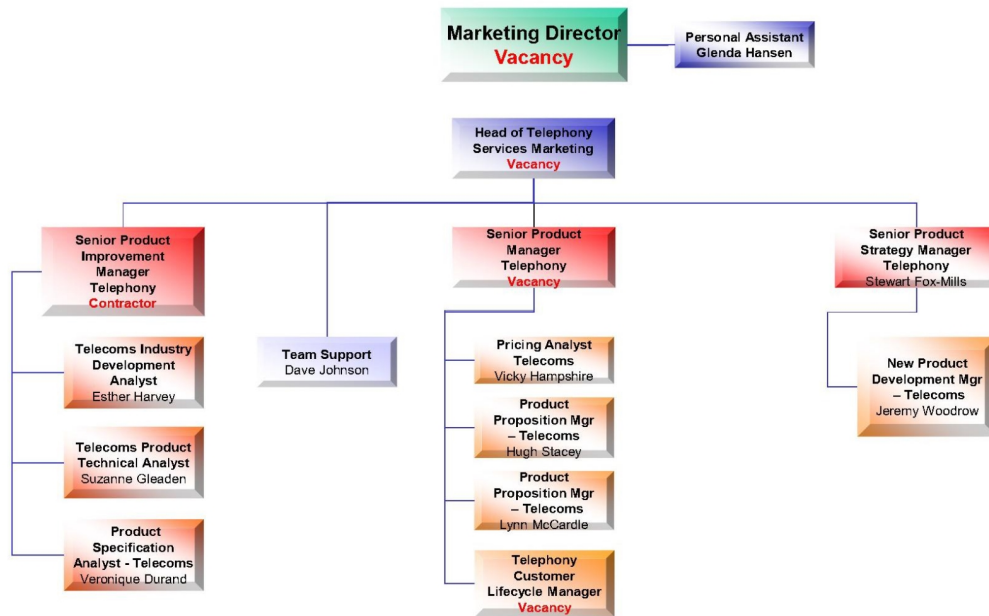 Marketing Director
Vacancy
Personal Assistant
Glenda Hansen
Head of Telephony
Services Marketing
Vacancy
Senior Product
Improvement
Manager
Telephony
Contractor
Senior Product
Manager
Telephony
Vacancy
Senior Product
Strategy Manager
Telephony
Stewart Fox-Mills
Telecoms Industry
Development
Analyst
Esther Harvey
Team Support
Dave Johnson
Pricing Analyst
Telecoms
Vicky Hampshire
New Product
Development Mgr
– Telecoms
Jeremy Woodrow
Product
Proposition Mgr
– Telecoms
Hugh Stacey
Telecoms Product
Technical Analyst
Suzanne Gleaden
Product
Proposition Mgr
– Telecoms
Lynn McCardle
Product
Specification
Analyst - Telecoms
Veronique Durand
Telephony
Customer
Lifecycle Manager
Vacancy